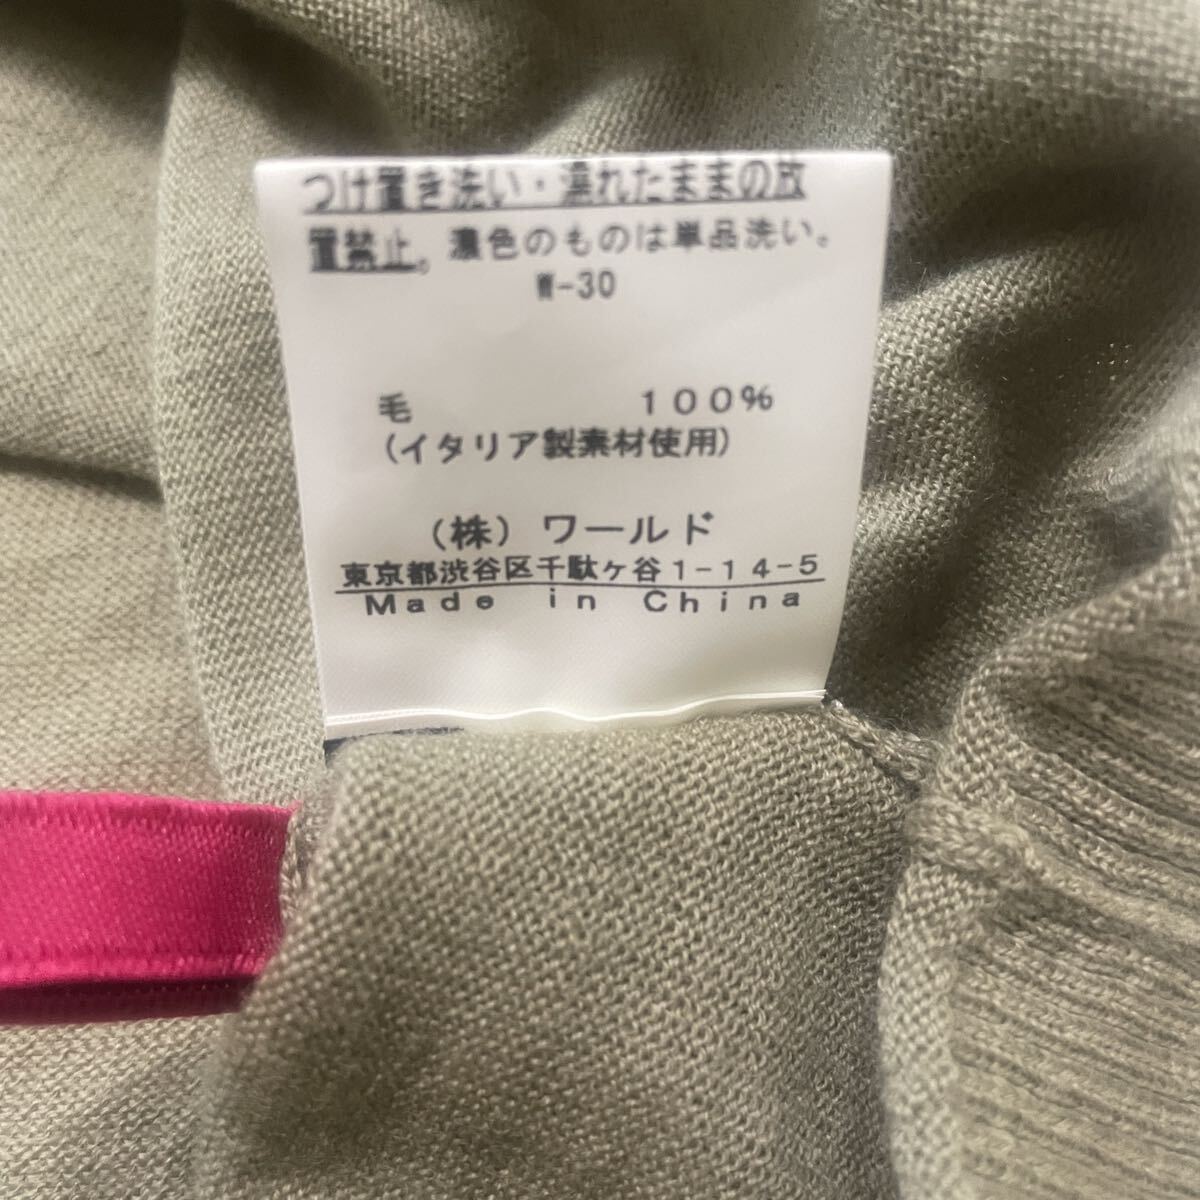 つけ置き洗い・濡れたままの放
置禁止。濃色のものは単品洗い。
W-30
毛 100%
(イタリア製素材使用)
(株)ワールド
東京都渋谷区千駄ヶ谷1-14-5
Made in China